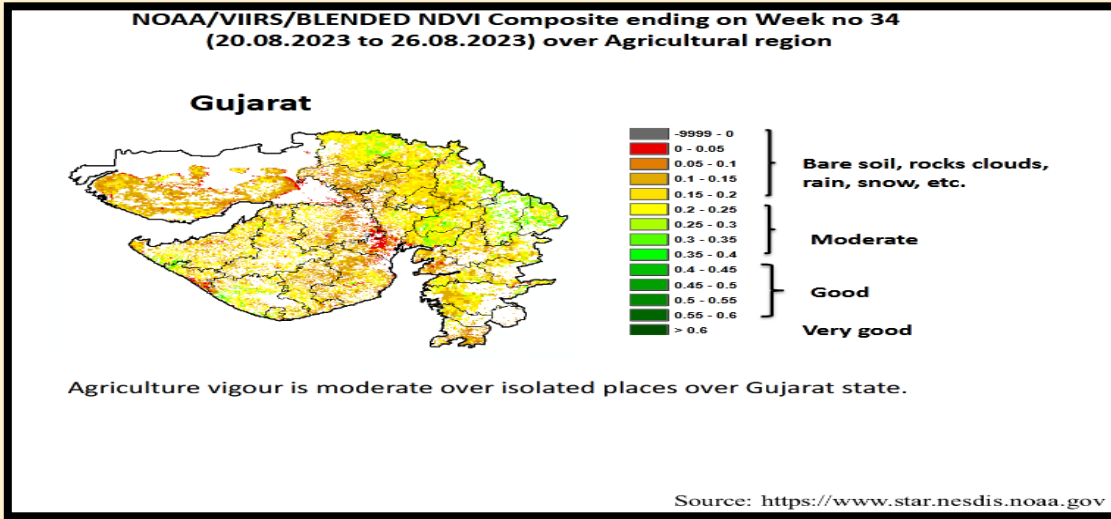 NOAA/VIIRS/BLENDED NDVI Composite ending on Week no 34
(20.08.2023 to 26.08.2023) over Agricultural region
Gujarat
-9999 - 0
0 - 0.05
0.05 - 0.1
0.1 - 0.15
0.15 - 0.2
0.2 - 0.25
0.25 - 0.3
0.3 - 0.35
0.35 - 0.4
0.4 - 0.45
0.45 - 0.5
0.5 - 0.55
0.55 - 0.6
> 0.6
Bare soil, rocks clouds,
rain, snow, etc.
Moderate
Good
Very good
Agriculture vigour is moderate over isolated places over Gujarat state.
Source: https://www.star.nesdis.noaa.gov